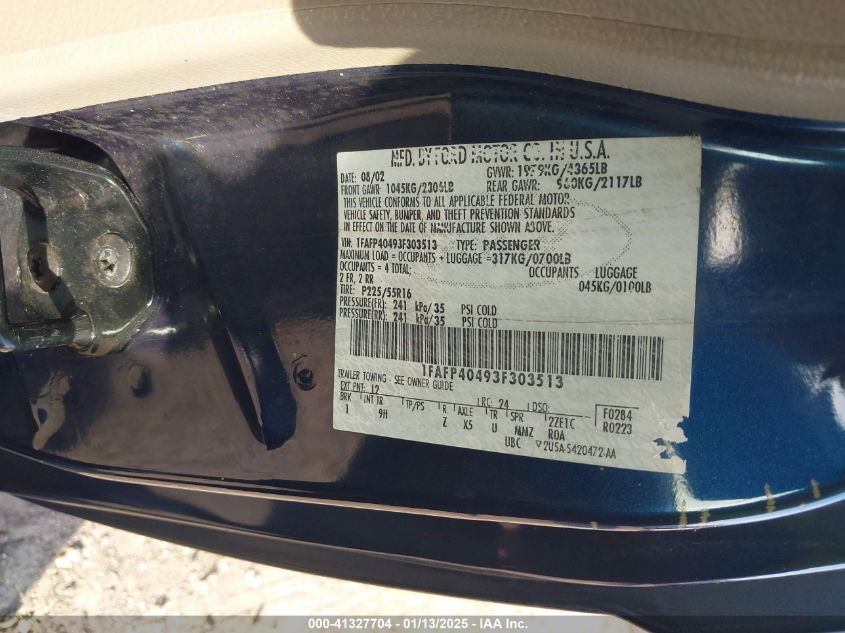 MFD. BY FORD MOTOR CO. IN U.S.A.
DATE: 08/02 GVWR: 1979KG/4365LB
FRONT GAWR: 1045KG/2305LB REAR GAWR: 960KG/2117LB
THIS VEHICLE CONFORMS TO ALL APPLICABLE FEDERAL MOTOR
VEHICLE SAFETY, BUMPER, AND THEFT PREVENTION STANDARDS
IN EFFECT ON THE DATE OF MANUFACTURE SHOWN ABOVE.
VIN: 1FAFP40493F303513 TYPE: PASSENGER
MAXIMUM LOAD = OCCUPANTS + LUGGAGE =317KG/0700LB
OCCUPANTS = 4 TOTAL, OCCUPANTS LUGGAGE
2 FR, 2 RR 045KG/0100LB
TIRE: P225/55R16
PRESSURE(FR): 241 kPa/35 PSI COLD
PRESSURE(RR): 241 kPa/35 PSI COLD
1FAFP40493F303513
TRAILER TOWING - SEE OWNER GUIDE
EXT PNT: 12 RC: 24 DSO: F0284
BRK INT TR TP/PS R AXLE TR SPR 2ZE1C R0223
1 9H Z X5 U MMZ ROA
UBC ▽2USA-5420472-AA
000-41327704 - 01/13/2025 - IAA Inc.